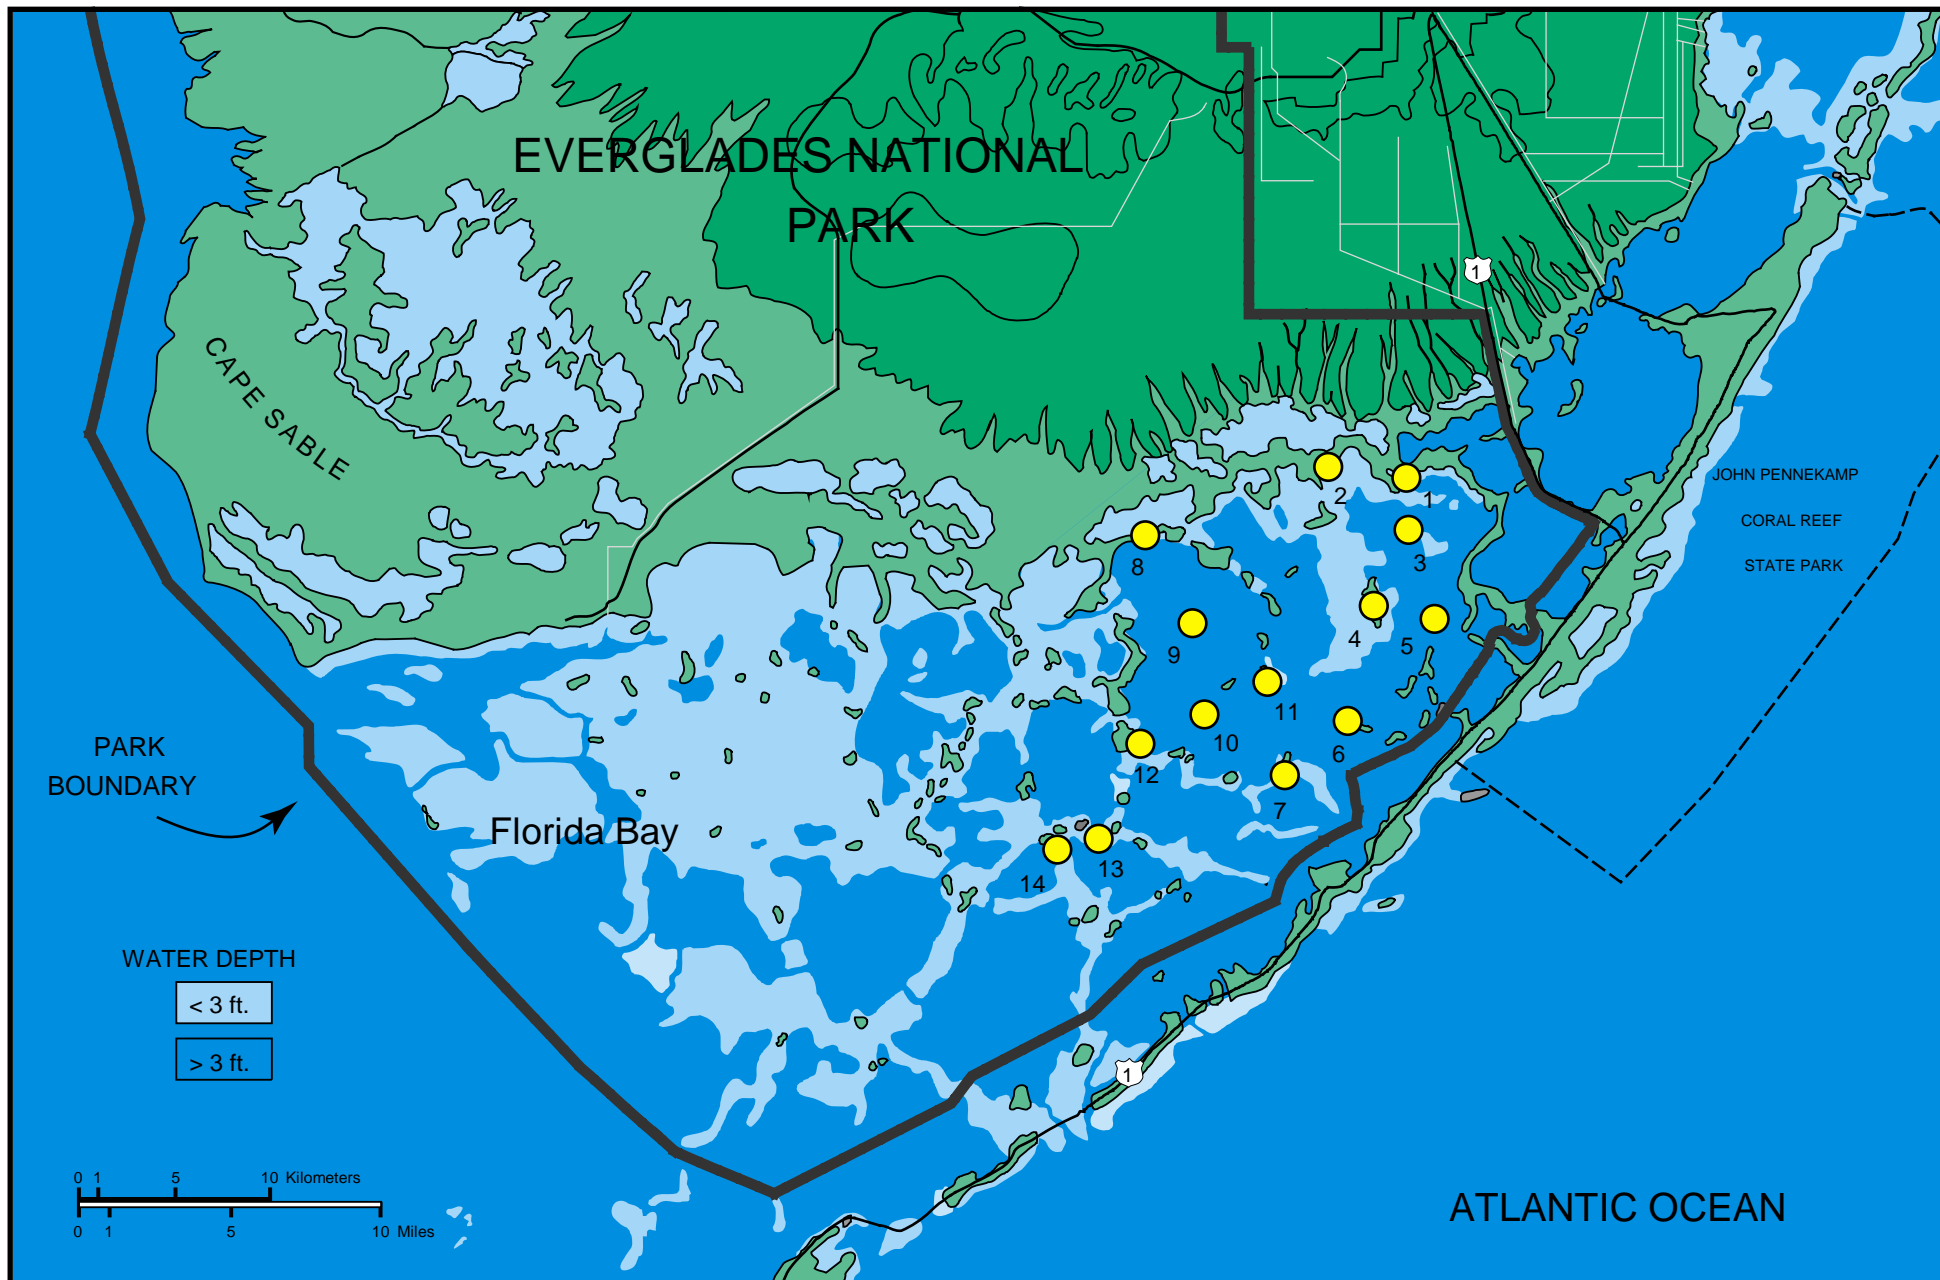 EVERGLADES NATIONAL
PARK
1
CAPE SABLE
JOHN PENNEKAMP
CORAL REEF
STATE PARK
2
1
3
8
4
5
9
11
10
6
12
7
13
14
PARK
BOUNDARY
Florida Bay
WATER DEPTH
< 3 ft.
> 3 ft.
1
0 1 5 10 Kilometers
0 1 5 10 Miles
ATLANTIC OCEAN